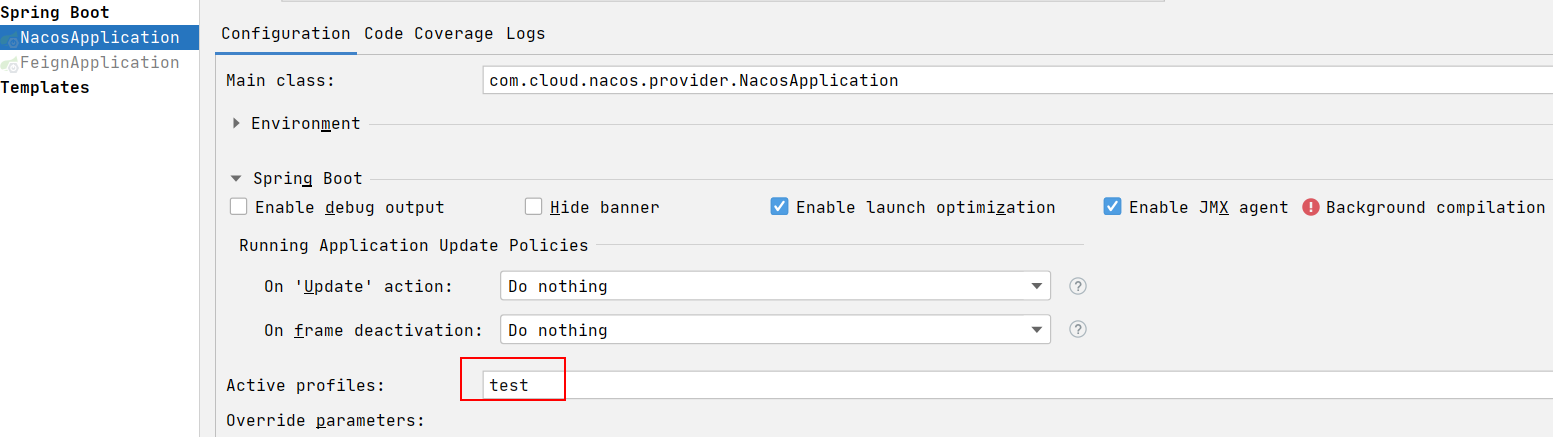 Spring Boot
NacosApplication
FeignApplication
Templates
Configuration Code Coverage Logs
Main class: com.cloud.nacos.provider.NacosApplication
Environment
Spring Boot
Enable debug output Hide banner Enable launch optimization Enable JMX agent ! Background compilation
Running Application Update Policies
On 'Update' action: Do nothing ?
On frame deactivation: Do nothing ?
Active profiles: test
Override parameters: